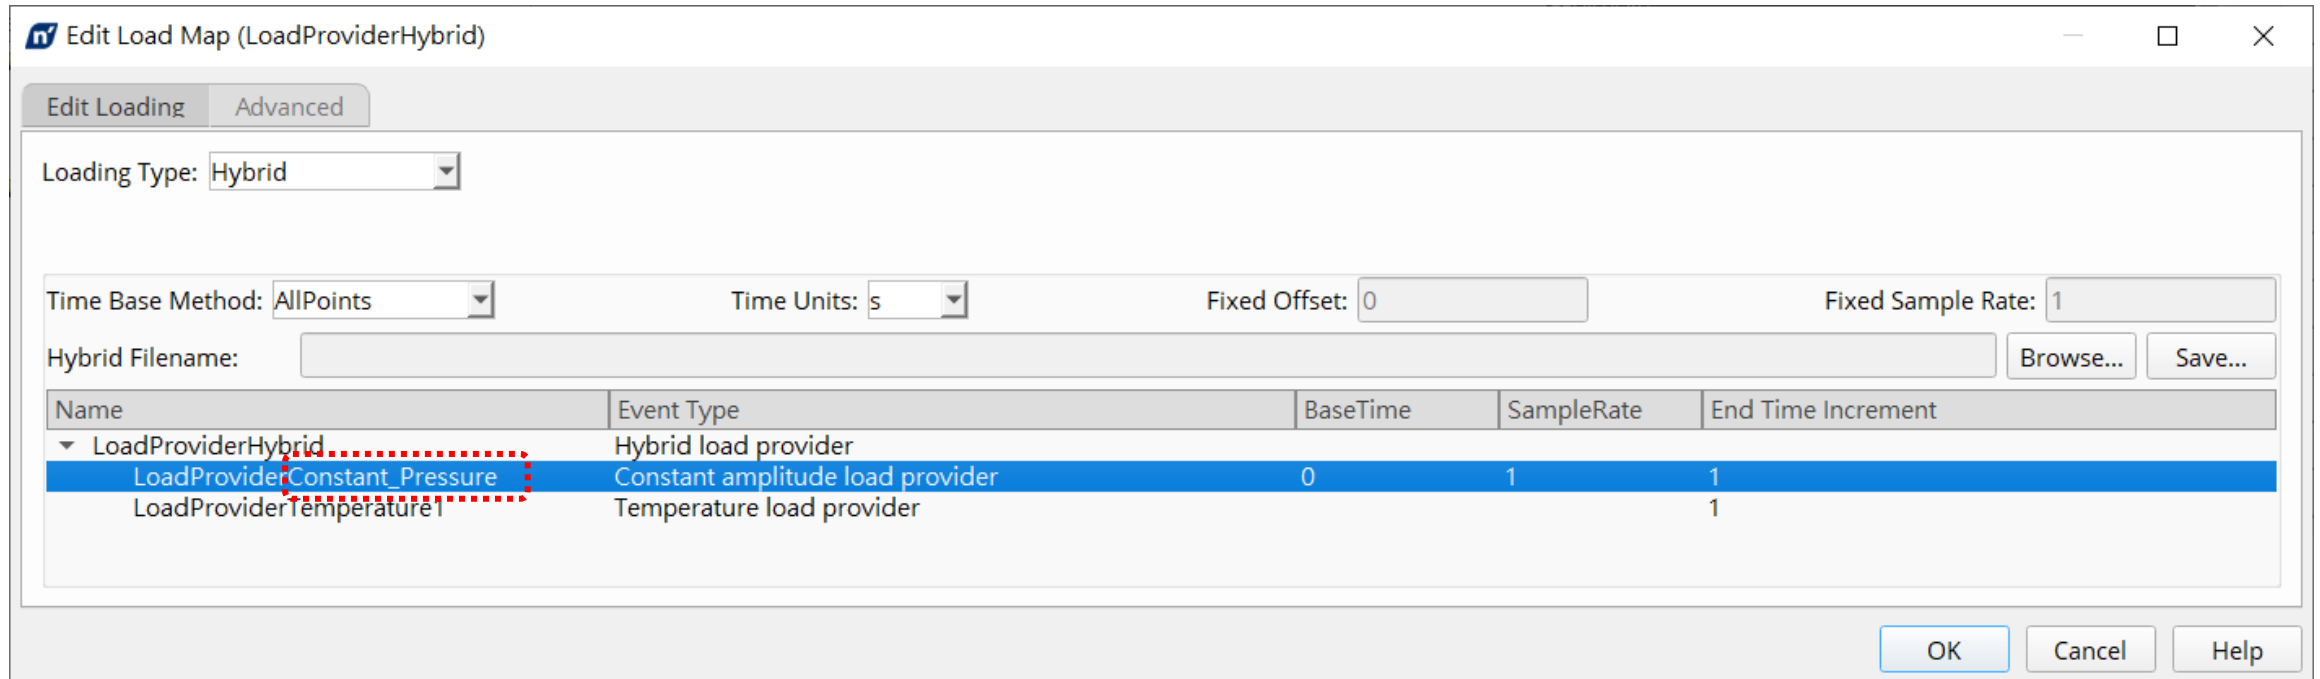 Edit Load Map (LoadProviderHybrid)
Edit Loading Advanced
Loading Type: Hybrid
Time Base Method: AllPoints Time Units: s Fixed Offset: 0 Fixed Sample Rate: 1
Hybrid Filename: Browse... Save...
Name Event Type BaseTime SampleRate End Time Increment
LoadProviderHybrid Hybrid load provider
LoadProviderConstant_Pressure Constant amplitude load provider 0 1 1
LoadProviderTemperature1 Temperature load provider 1
OK Cancel Help